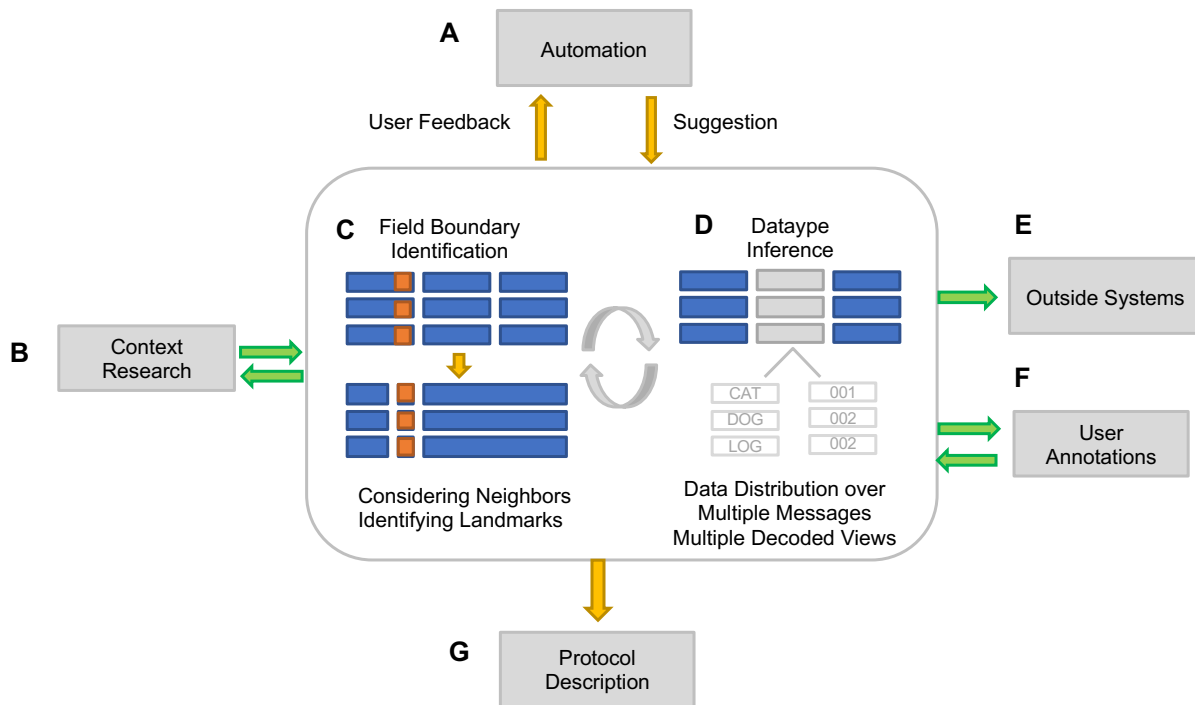 A
Automation
User Feedback
Suggestion
C
Field Boundary
Identification
D
Dataype
Inference
E
Outside Systems
B
Context
Research
CAT
DOG
LOG
001
002
002
F
User
Annotations
Considering Neighbors
Identifying Landmarks
Data Distribution over
Multiple Messages
Multiple Decoded Views
G
Protocol
Description